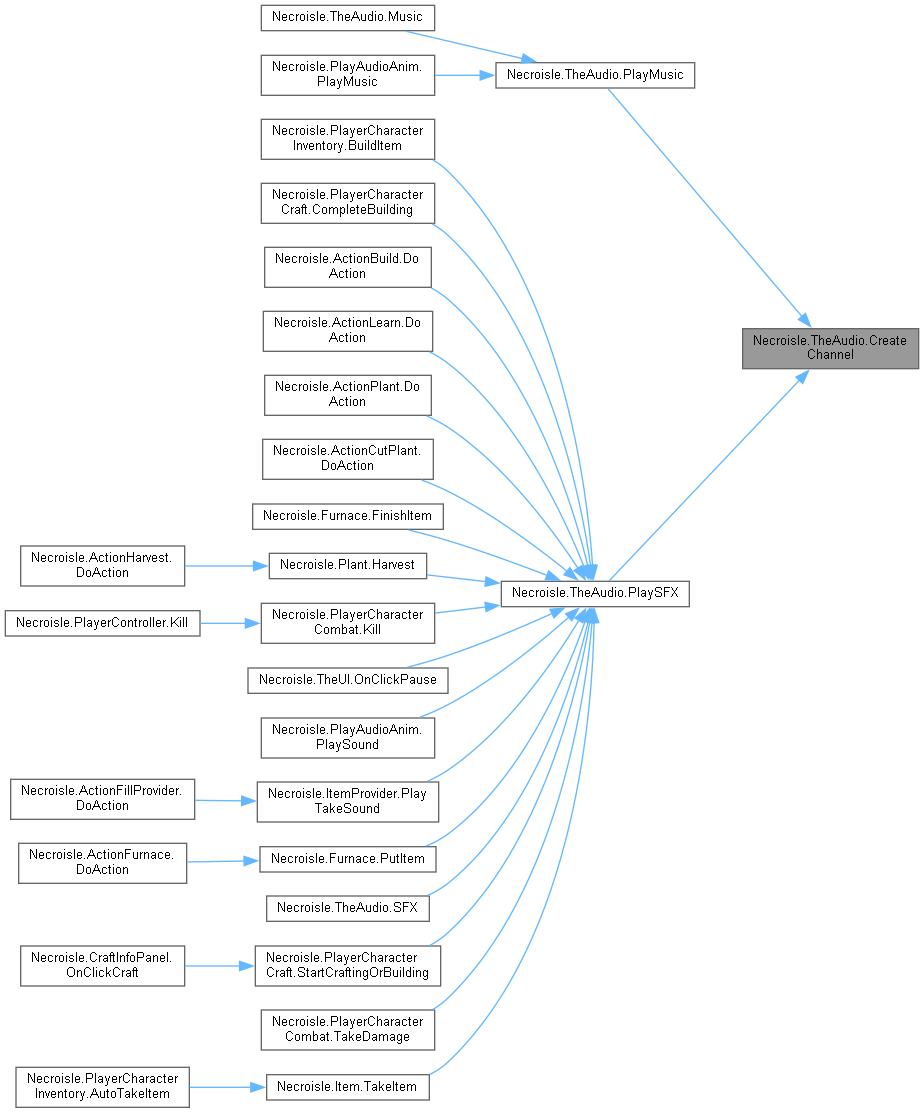 Necroisle.TheAudio.Music
Necroisle.PlayAudioAnim.
PlayMusic
Necroisle.TheAudio.PlayMusic
Necroisle.PlayerCharacter
Inventory.BuildItem
Necroisle.PlayerCharacter
Craft.CompleteBuilding
Necroisle.ActionBuild.Do
Action
Necroisle.ActionLearn.Do
Action
Necroisle.ActionPlant.Do
Action
Necroisle.ActionCutPlant.
DoAction
Necroisle.Furnace.FinishItem
Necroisle.ActionHarvest.
DoAction
Necroisle.Plant.Harvest
Necroisle.PlayerController.Kill
Necroisle.PlayerCharacter
Combat.Kill
Necroisle.TheUI.OnClickPause
Necroisle.PlayAudioAnim.
PlaySound
Necroisle.ActionFillProvider.
DoAction
Necroisle.ItemProvider.Play
TakeSound
Necroisle.ActionFurnace.
DoAction
Necroisle.Furnace.PutItem
Necroisle.TheAudio.SFX
Necroisle.CraftInfoPanel.
OnClickCraft
Necroisle.PlayerCharacter
Craft.StartCraftingOrBuilding
Necroisle.PlayerCharacter
Combat.TakeDamage
Necroisle.PlayerCharacter
Inventory.AutoTakeItem
Necroisle.Item.TakeItem
Necroisle.TheAudio.PlaySFX
Necroisle.TheAudio.Create
Channel